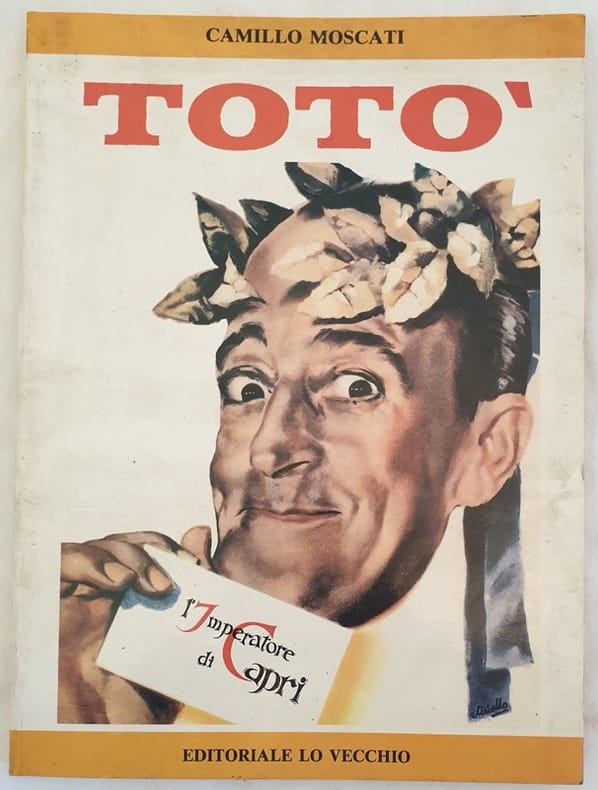 CAMILLO MOSCATI
TOTO`
l'Imperatore
di Capri
EDITORIALE LO VECCHIO